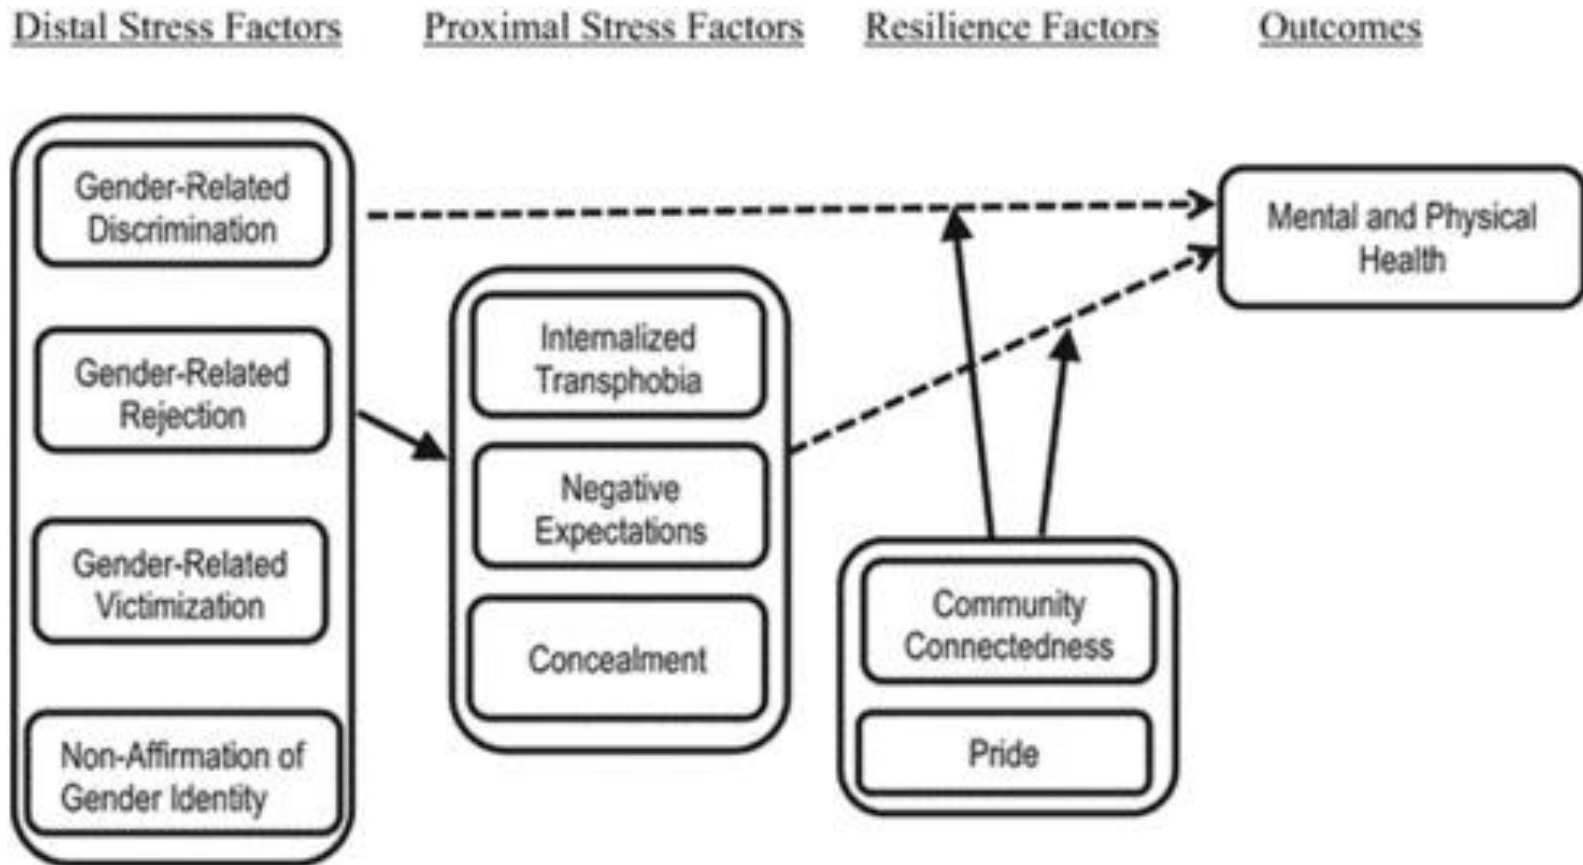 Distal Stress Factors
Proximal Stress Factors
Resilience Factors
Outcomes
Gender-Related
Discrimination
Gender-Related
Rejection
Gender-Related
Victimization
Non-Affirmation of
Gender Identity
Internalized
Transphobia
Negative
Expectations
Concealment
Community
Connectedness
Pride
Mental and Physical
Health